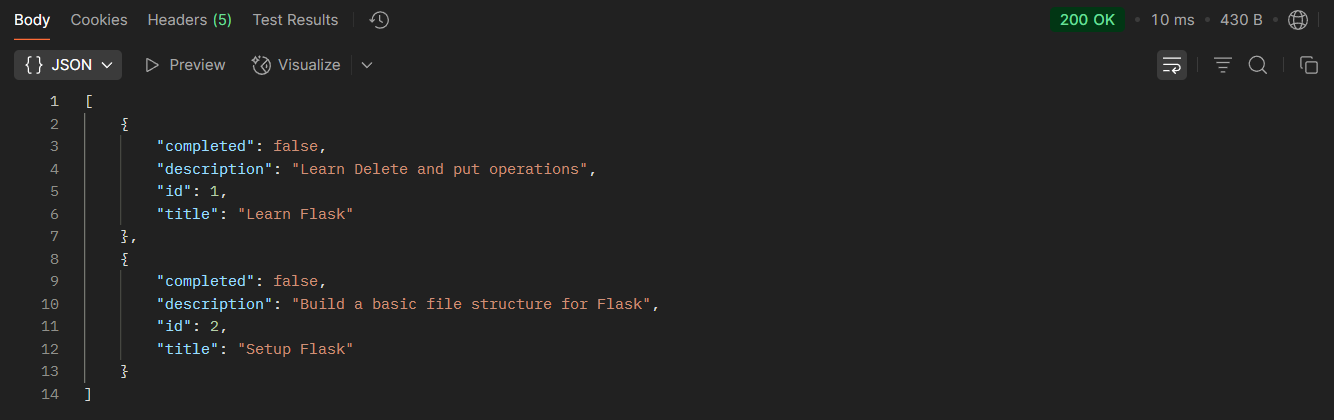 Body Cookies Headers (5) Test Results 200 OK • 10 ms • 430 B •
{} JSON Preview Visualize
1 [
2 {
3 "completed": false,
4 "description": "Learn Delete and put operations",
5 "id": 1,
6 "title": "Learn Flask"
7 },
8 {
9 "completed": false,
10 "description": "Build a basic file structure for Flask",
11 "id": 2,
12 "title": "Setup Flask"
13 }
14 ]